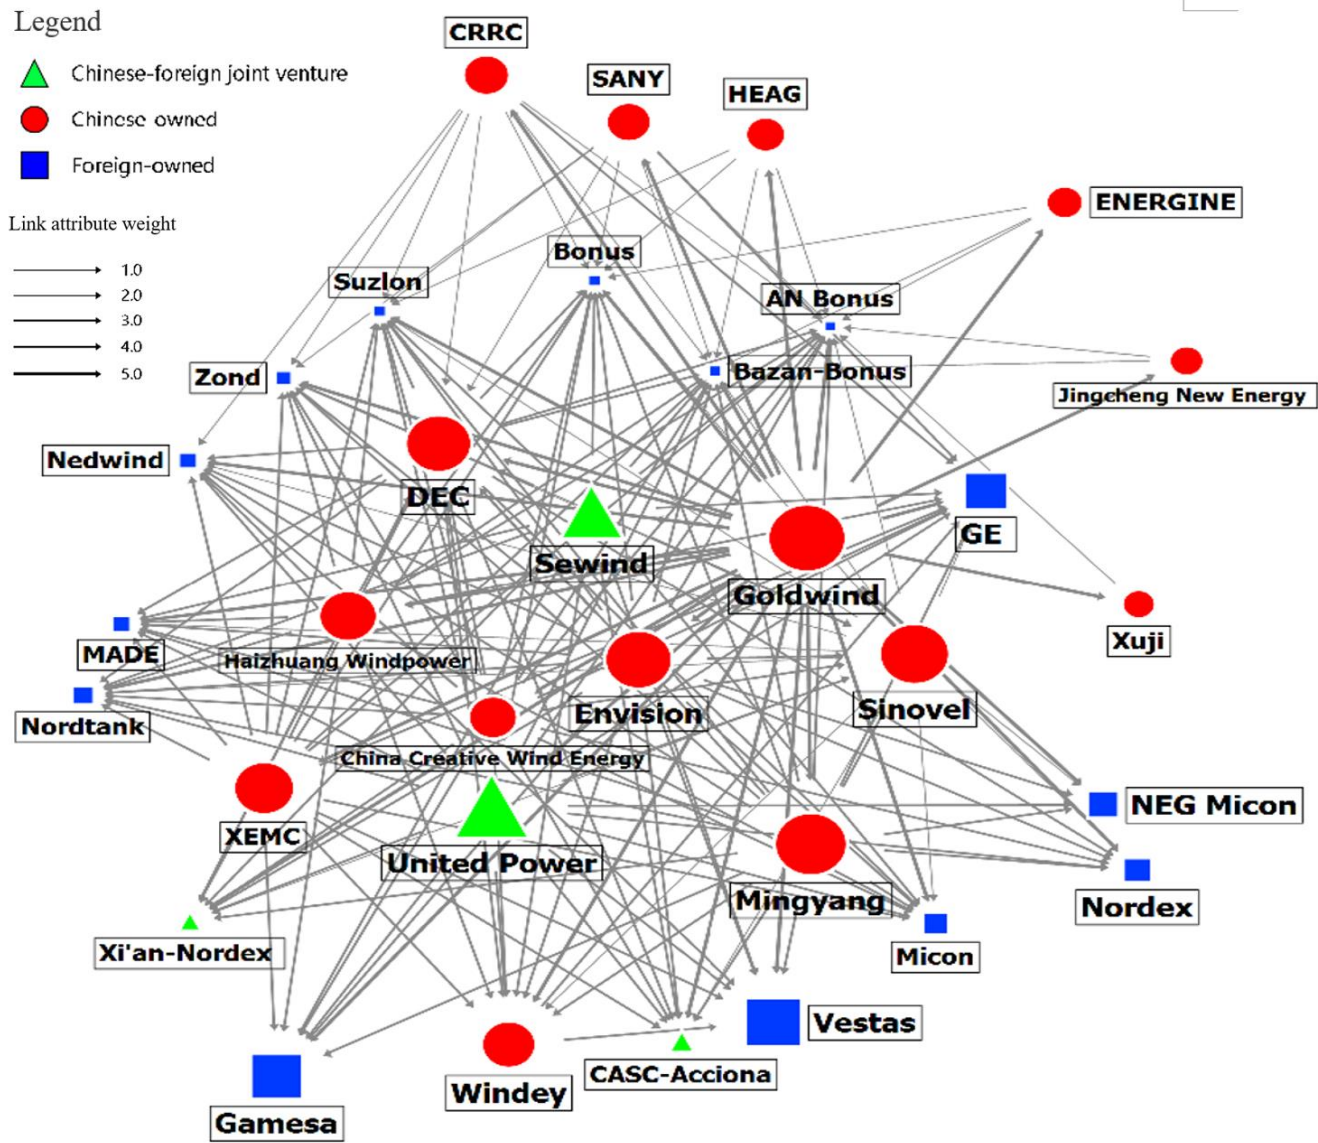 Legend
Chinese-foreign joint venture
Chinese-owned
Foreign-owned
Link attribute weight
1.0
2.0
3.0
4.0
5.0
CRRC
SANY
HEAG
ENERGINE
Bonus
Suzlon
AN Bonus
Zond
Bazan-Bonus
Jingcheng New Energy
Nedwind
DEC
GE
Sewind
Goldwind
Xuji
MADE
Haizhuang Windpower
Nordtank
Envision
Sinovel
China Creative Wind Energy
NEG Micon
XEMC
United Power
Mingyang
Nordex
Xi'an-Nordex
Micon
Vestas
CASC-Acciona
Windey
Gamesa